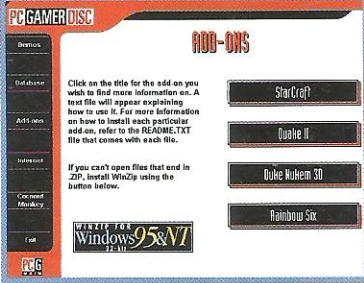 PC GAMER DISC
ADD-ONS
Demos
Database
Add-ons
Internet
Coconut
Monkey
Exit
PCG
Click on the title for the add-on you
wish to find more information on. A
text file will appear explaining
how to use it. For more information
on how to install each particular
add-on, refer to the README.TXT
file that comes with each file.
If you can't open files that end in
.ZIP, install WinZip using the
button below.
WINZIP FOR
Windows95&NT
32-bit
StarCraft
Quake II
Duke Nukem 3D
Rainbow Six